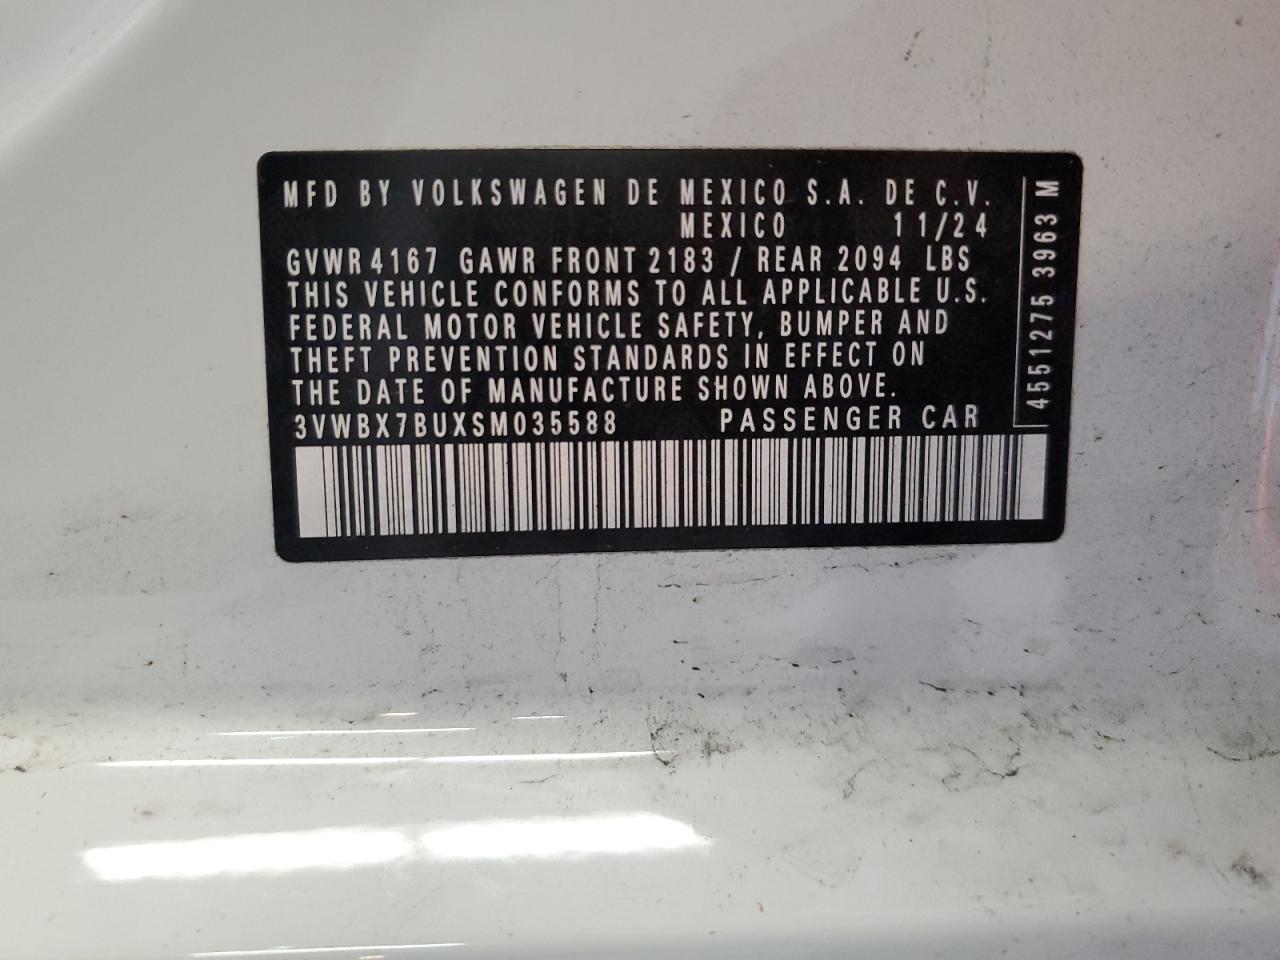 MFD BY VOLKSWAGEN DE MEXICO S.A. DE C.V.
MEXICO 11/24
GVWR 4167 GAWR FRONT 2183 / REAR 2094 LBS
THIS VEHICLE CONFORMS TO ALL APPLICABLE U.S.
FEDERAL MOTOR VEHICLE SAFETY, BUMPER AND
THEFT PREVENTION STANDARDS IN EFFECT ON
THE DATE OF MANUFACTURE SHOWN ABOVE.
3VWBX7BUXSM035588 PASSENGER CAR
4551275 3963 M